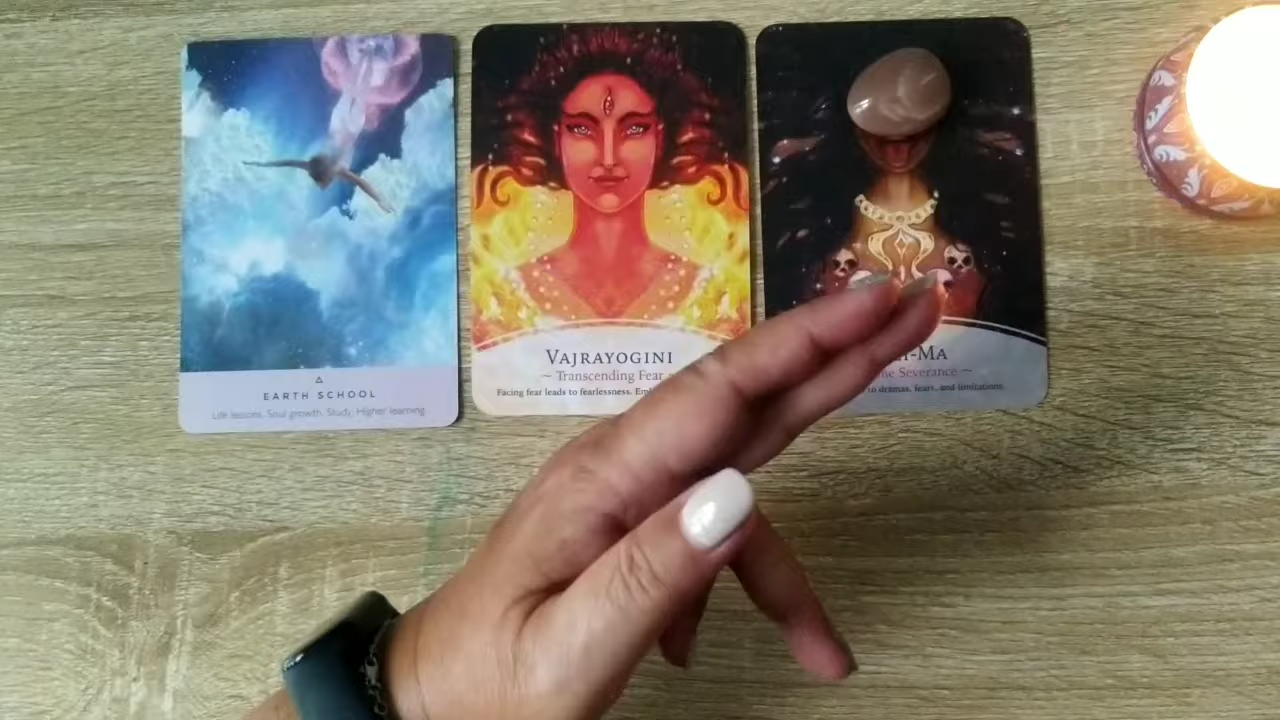 EARTH SCHOOL
Life lessons. Soul growth. Study. Higher learning.
VAJRAYOGINI
~ Transcending Fear ~
Facing fear leads to fearlessness.
-MA
Severance ~
to dramas, fears, and limitations.